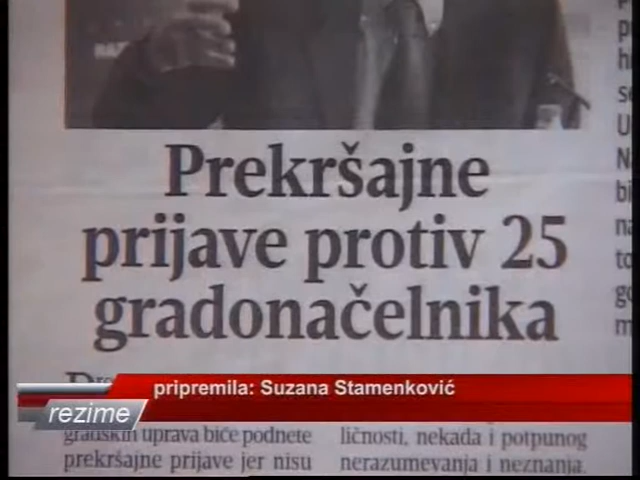 Prekršajne
prijave protiv 25
gradonačelnika
pripremila: Suzana Stamenković
rezime
gradskih uprava biće podnete
prekršajne prijave jer nisu
ličnosti, nekada i potpunog
nerazumevanja i neznanja.